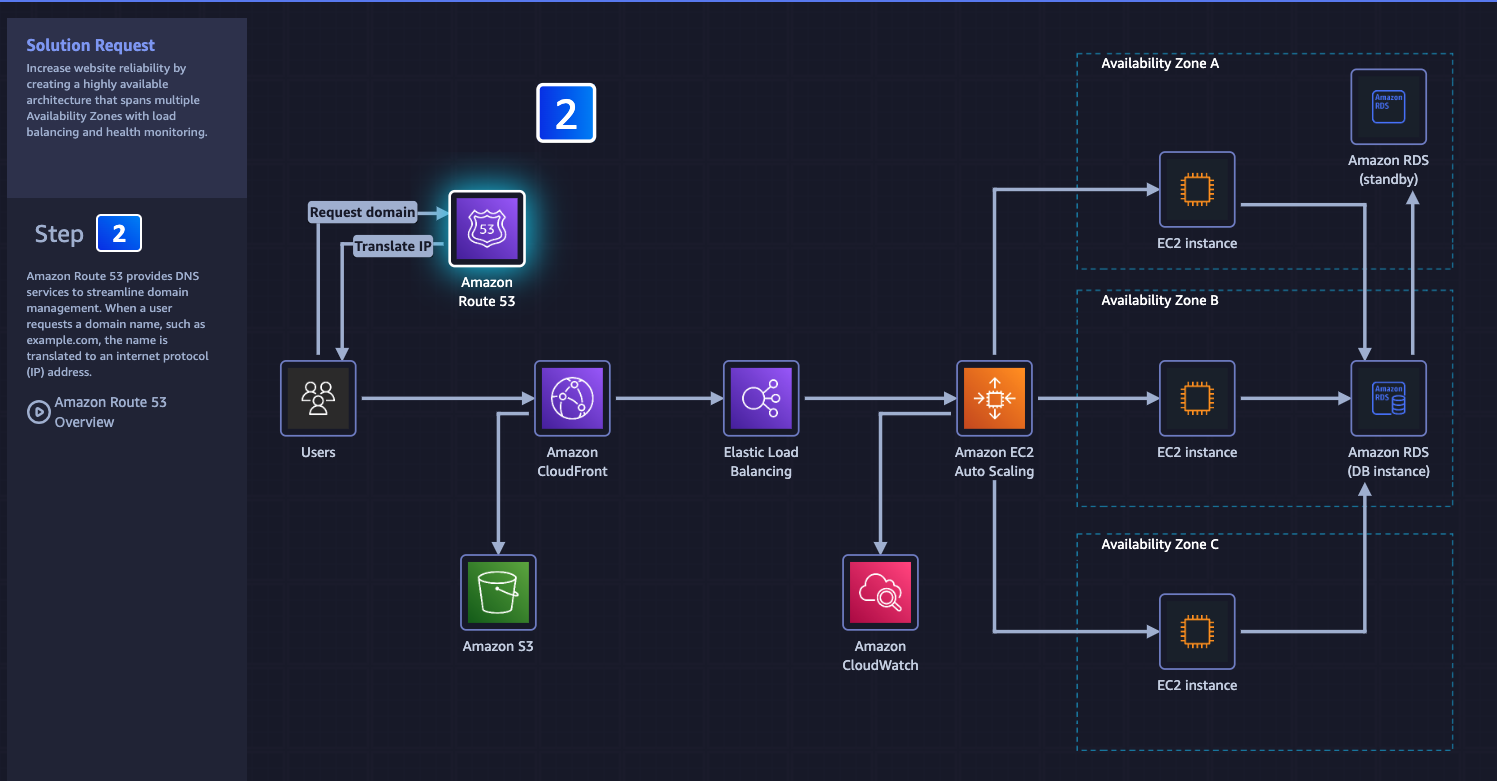 Solution Request
Increase website reliability by
creating a highly available
architecture that spans multiple
Availability Zones with load
balancing and health monitoring.
Step 2
Amazon Route 53 provides DNS
services to streamline domain
management. When a user
requests a domain name, such as
example.com, the name is
translated to an internet protocol
(IP) address.
Amazon Route 53
Overview
2
Request domain
Translate IP
53
Amazon
Route 53
Users
Amazon
CloudFront
Elastic Load
Balancing
Amazon EC2
Auto Scaling
Amazon S3
Amazon
CloudWatch
Availability Zone A
Amazon
RDS
Amazon RDS
(standby)
EC2 instance
Availability Zone B
EC2 instance
Amazon
RDS
Amazon RDS
(DB instance)
Availability Zone C
EC2 instance